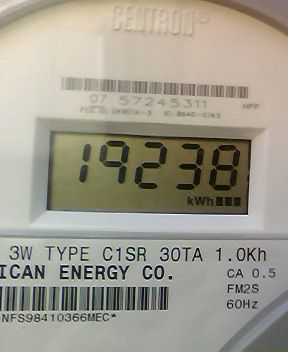 CENTRON®
07 57245311
HPP
19238
kWh
3W TYPE C1SR 30TA 1.0Kh
ICAN ENERGY CO.
CA 0.5
FM2S
60Hz
NFS98410366MEC*